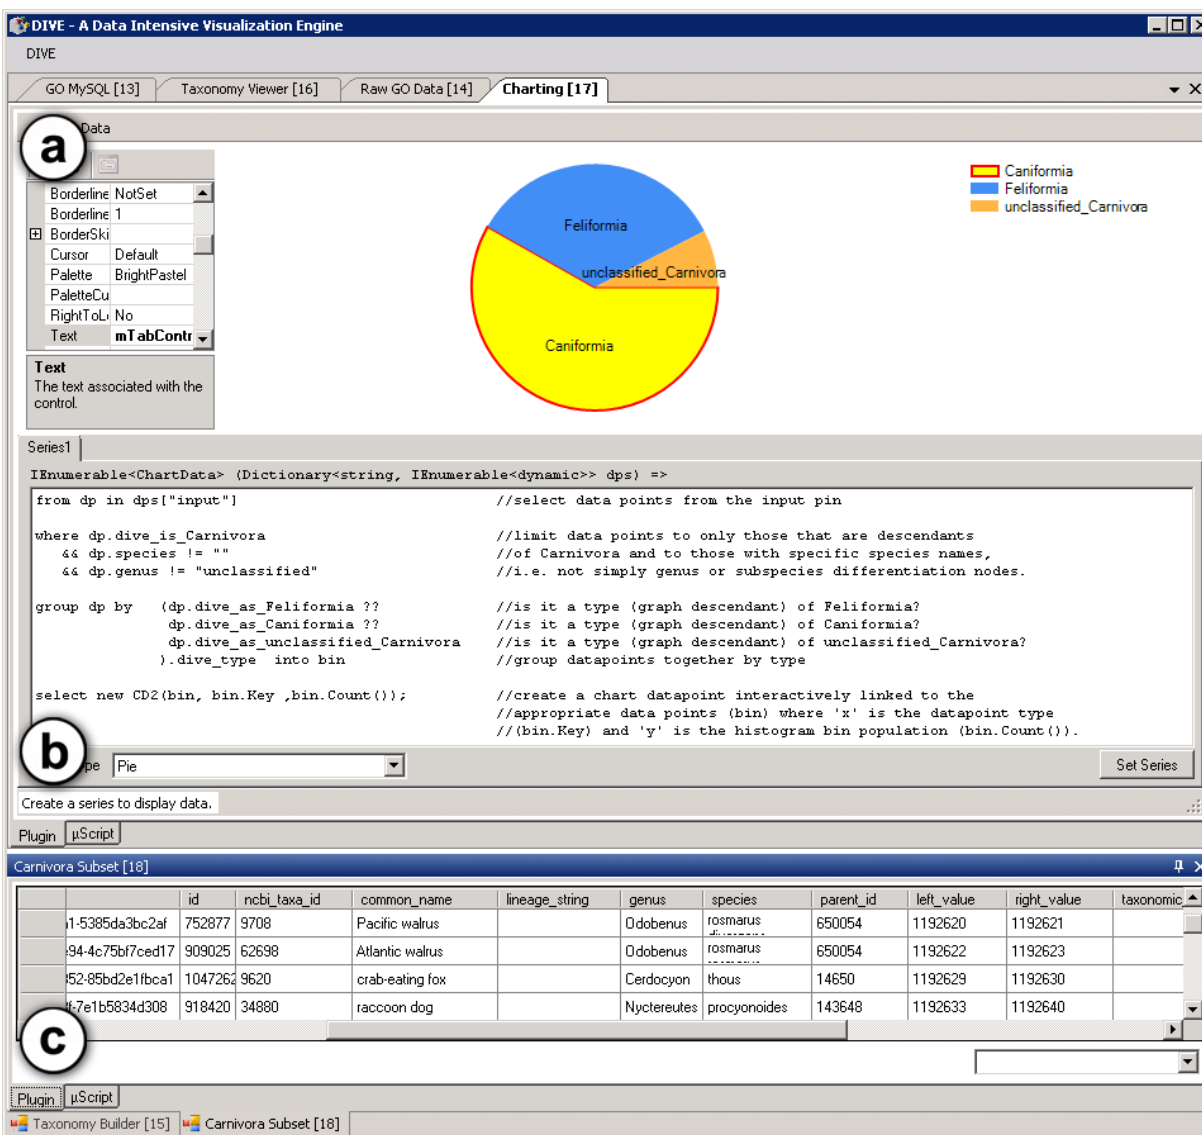 DIVE - A Data Intensive Visualization Engine
DIVE
GO MySQL [13]
Taxonomy Viewer [16]
Raw GO Data [14]
Charting [17]
a
Data
Borderline NotSet
Borderline 1
BorderSki
Cursor Default
Palette BrightPastel
PaletteCu
RightToL No
Text mTabContr
Text
The text associated with the
control.
Feliformia
unclassified_Carnivora
Caniformia
Caniformia
Feliformia
unclassified_Carnivora
Series1
IEnumerable<ChartData> (Dictionary<string, IEnumerable<dynamic>> dps) =>
from dp in dps["input"] //select data points from the input pin
where dp.dive_is_Carnivora //limit data points to only those that are descendants
&& dp.species != "" //of Carnivora and to those with specific species names,
&& dp.genus != "unclassified" //i.e. not simply genus or subspecies differentiation nodes.
group dp by (dp.dive_as_Feliformia ?? //is it a type (graph descendant) of Feliformia?
dp.dive_as_Caniformia ?? //is it a type (graph descendant) of Caniformia?
dp.dive_as_unclassified_Carnivora //is it a type (graph descendant) of unclassified_Carnivora?
).dive_type into bin //group datapoints together by type
select new CD2(bin, bin.Key ,bin.Count()); //create a chart datapoint interactively linked to the
//appropriate data points (bin) where 'x' is the datapoint type
//(bin.Key) and 'y' is the histogram bin population (bin.Count()).
b
pe Pie
Set Series
Create a series to display data.
Plugin µScript
Carnivora Subset [18]
id ncbi_taxa_id common_name lineage_string genus species parent_id left_value right_value taxonomic
1-5385da3bc2af 752877 9708 Pacific walrus Odobenus rosmarus 650054 1192620 1192621
94-4c75bf7ced17 909025 62698 Atlantic walrus Odobenus rosmarus 650054 1192622 1192623
352-85bd2e1fbca1 1047262 9620 crab-eating fox Cerdocyon thous 14650 1192629 1192630
f-7e1b5834d308 918420 34880 raccoon dog Nyctereutes procyonoides 143648 1192633 1192640
c
Plugin µScript
Taxonomy Builder [15] Carnivora Subset [18]